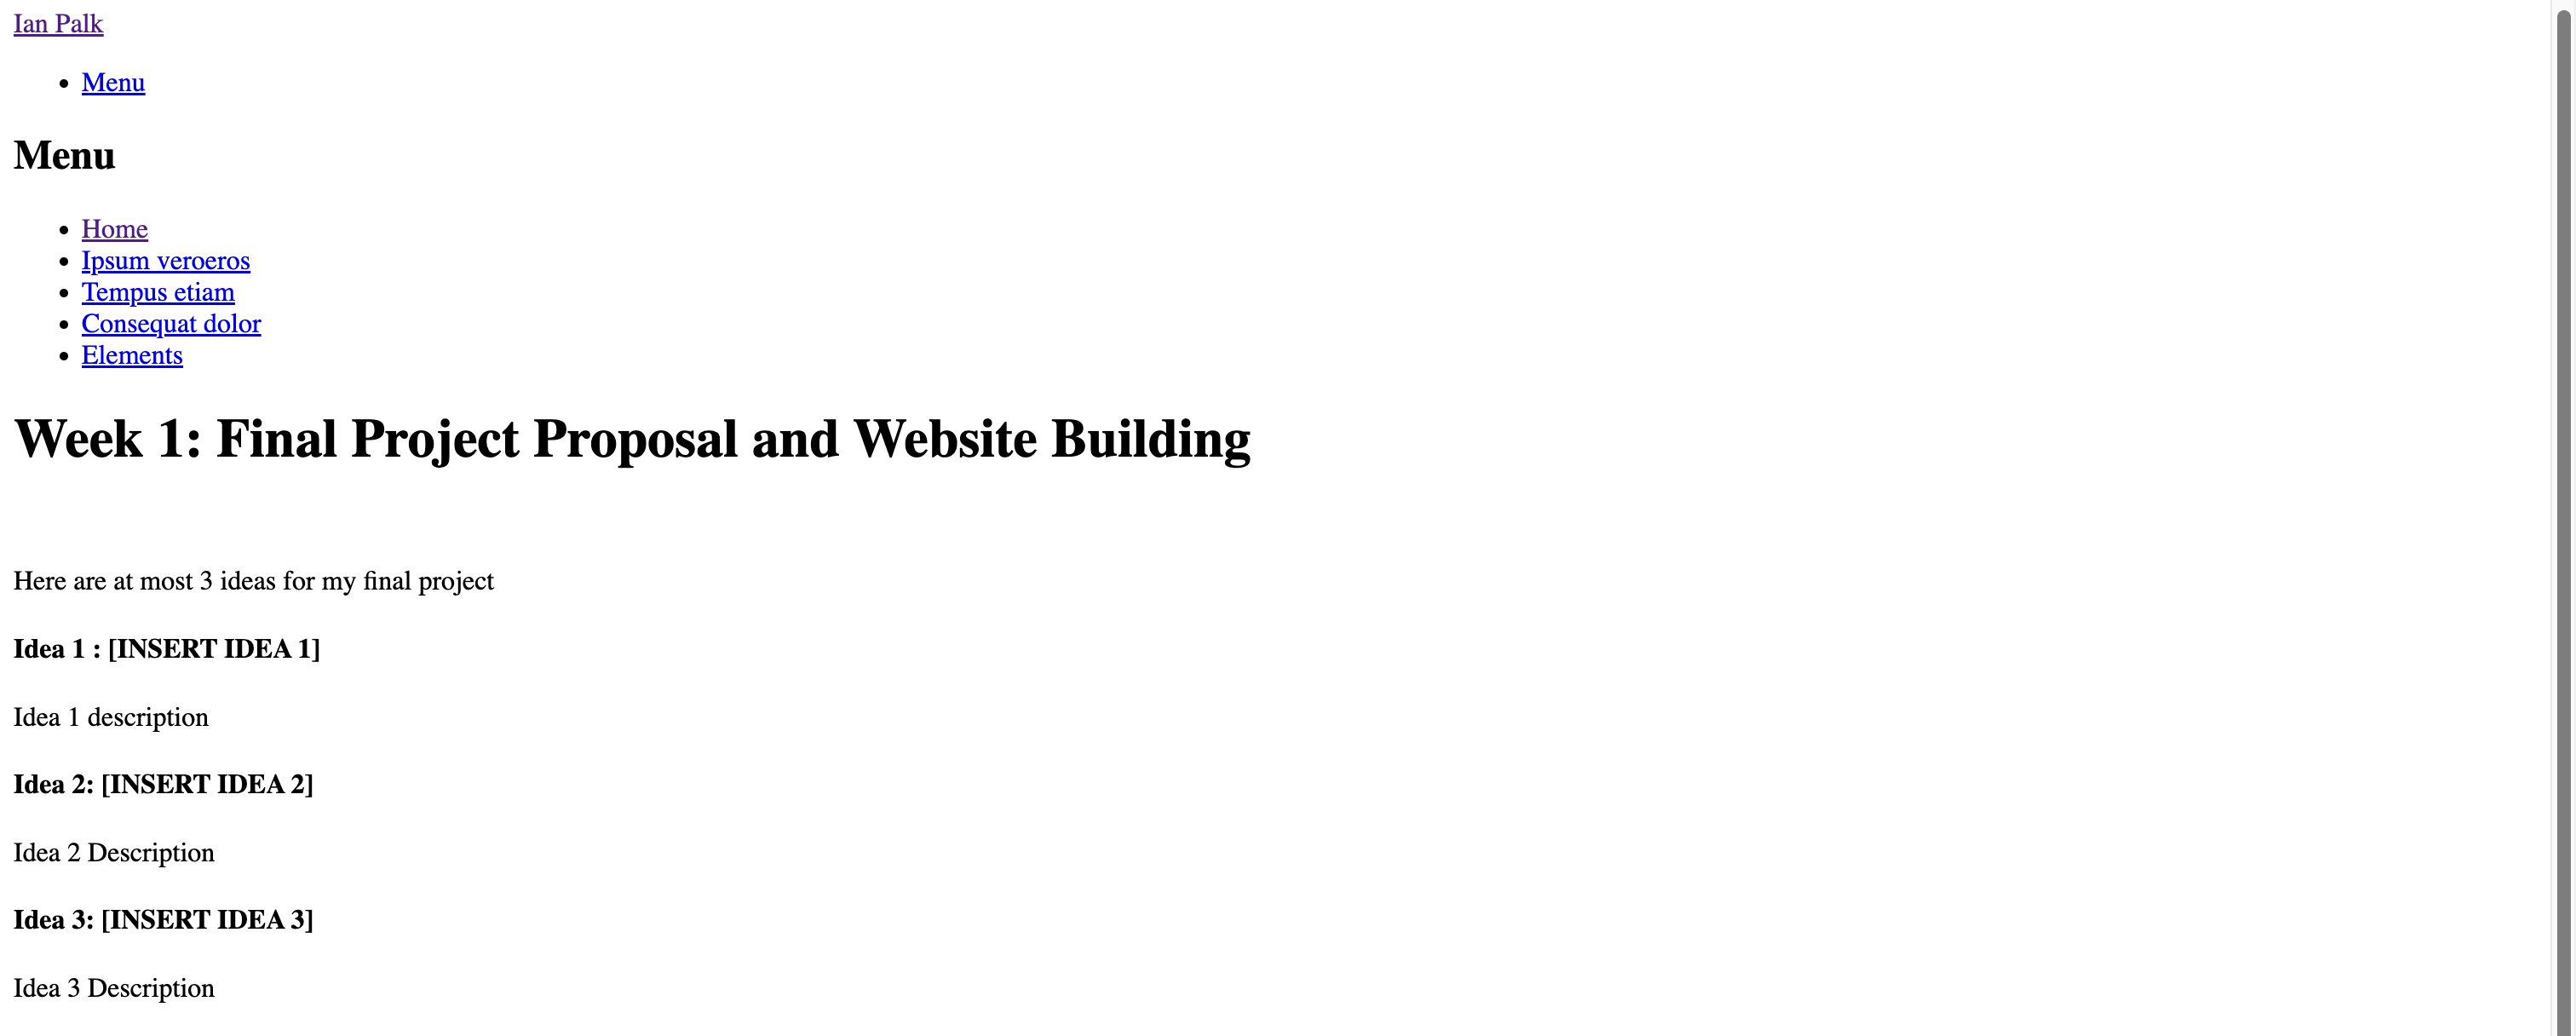 Ian Palk
Menu
Menu
Home
Ipsum veroeros
Tempus etiam
Consequat dolor
Elements
Week 1: Final Project Proposal and Website Building
Here are at most 3 ideas for my final project
Idea 1 : [INSERT IDEA 1]
Idea 1 description
Idea 2: [INSERT IDEA 2]
Idea 2 Description
Idea 3: [INSERT IDEA 3]
Idea 3 Description